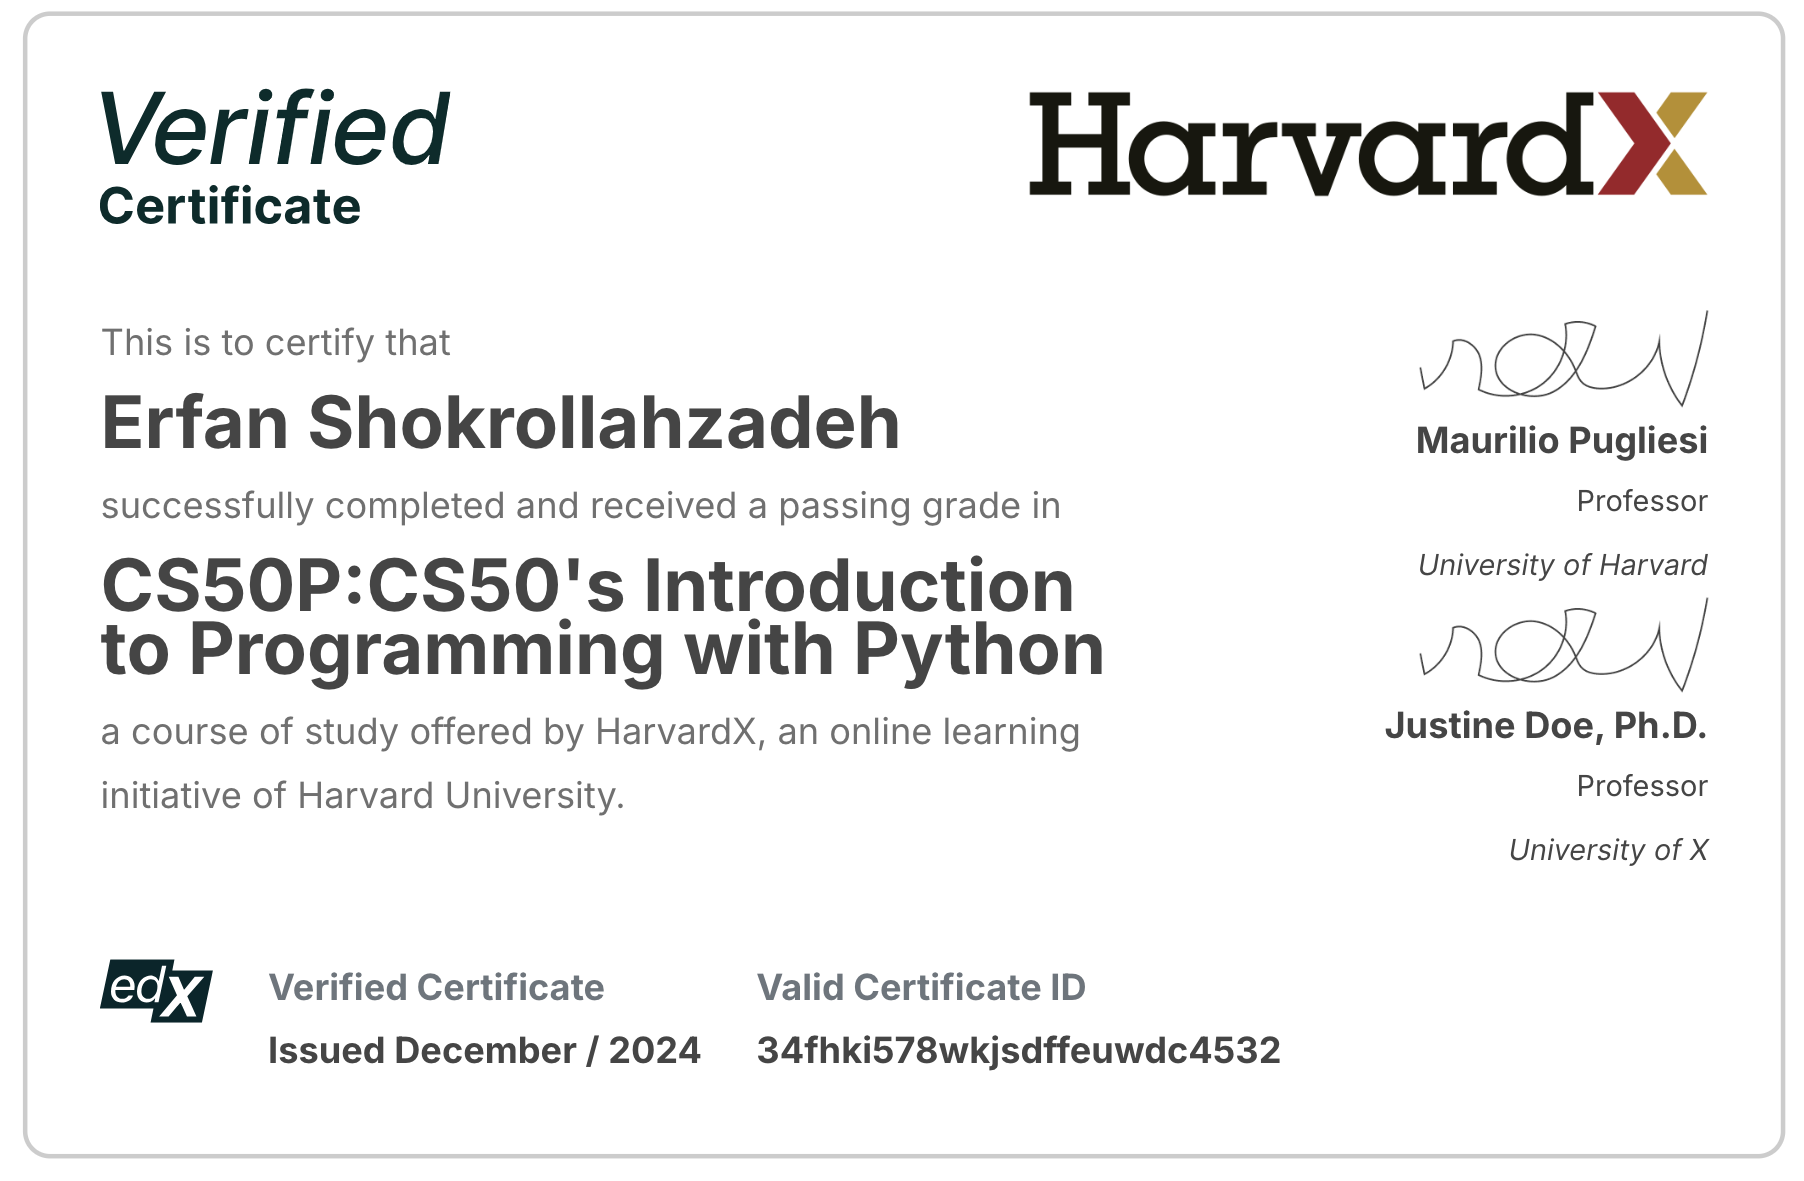 Verified
Certificate
HarvardX
This is to certify that
Erfan Shokrollahzadeh
successfully completed and received a passing grade in
CS50P:CS50's Introduction
to Programming with Python
a course of study offered by HarvardX, an online learning
initiative of Harvard University.
Maurilio Pugliesi
Professor
University of Harvard
Justine Doe, Ph.D.
Professor
University of X
edX
Verified Certificate
Issued December / 2024
Valid Certificate ID
34fhki578wkjsdffeuwdc4532